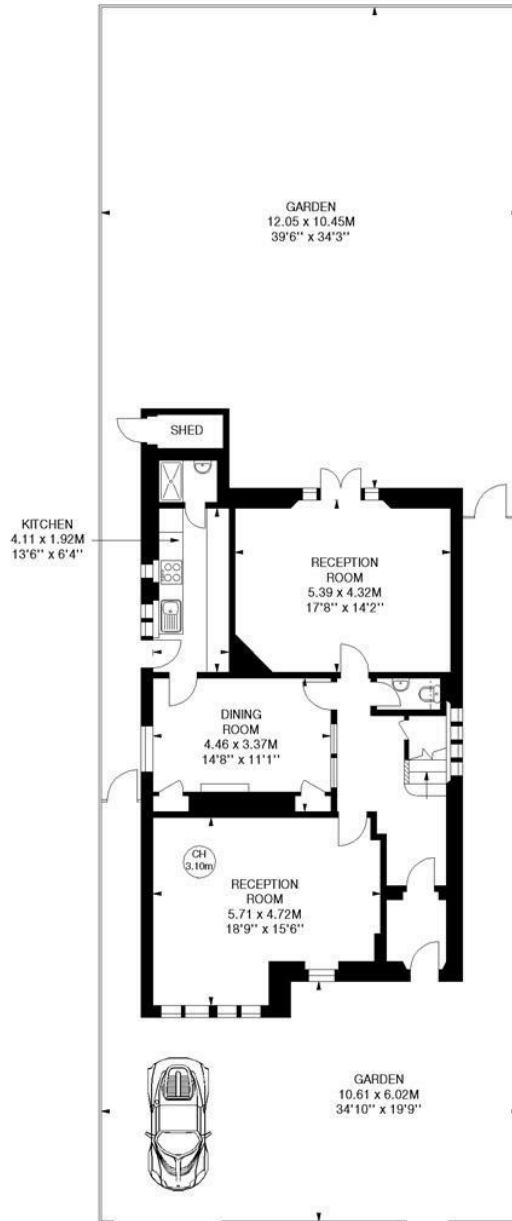 GARDEN
12.05 x 10.45M
39'6'' x 34'3''
SHED
KITCHEN
4.11 x 1.92M
13'6'' x 6'4''
RECEPTION
ROOM
5.39 x 4.32M
17'8'' x 14'2''
DINING
ROOM
4.46 x 3.37M
14'8'' x 11'1''
CH
3.10m
RECEPTION
ROOM
5.71 x 4.72M
18'9'' x 15'6''
GARDEN
10.61 x 6.02M
34'10'' x 19'9''